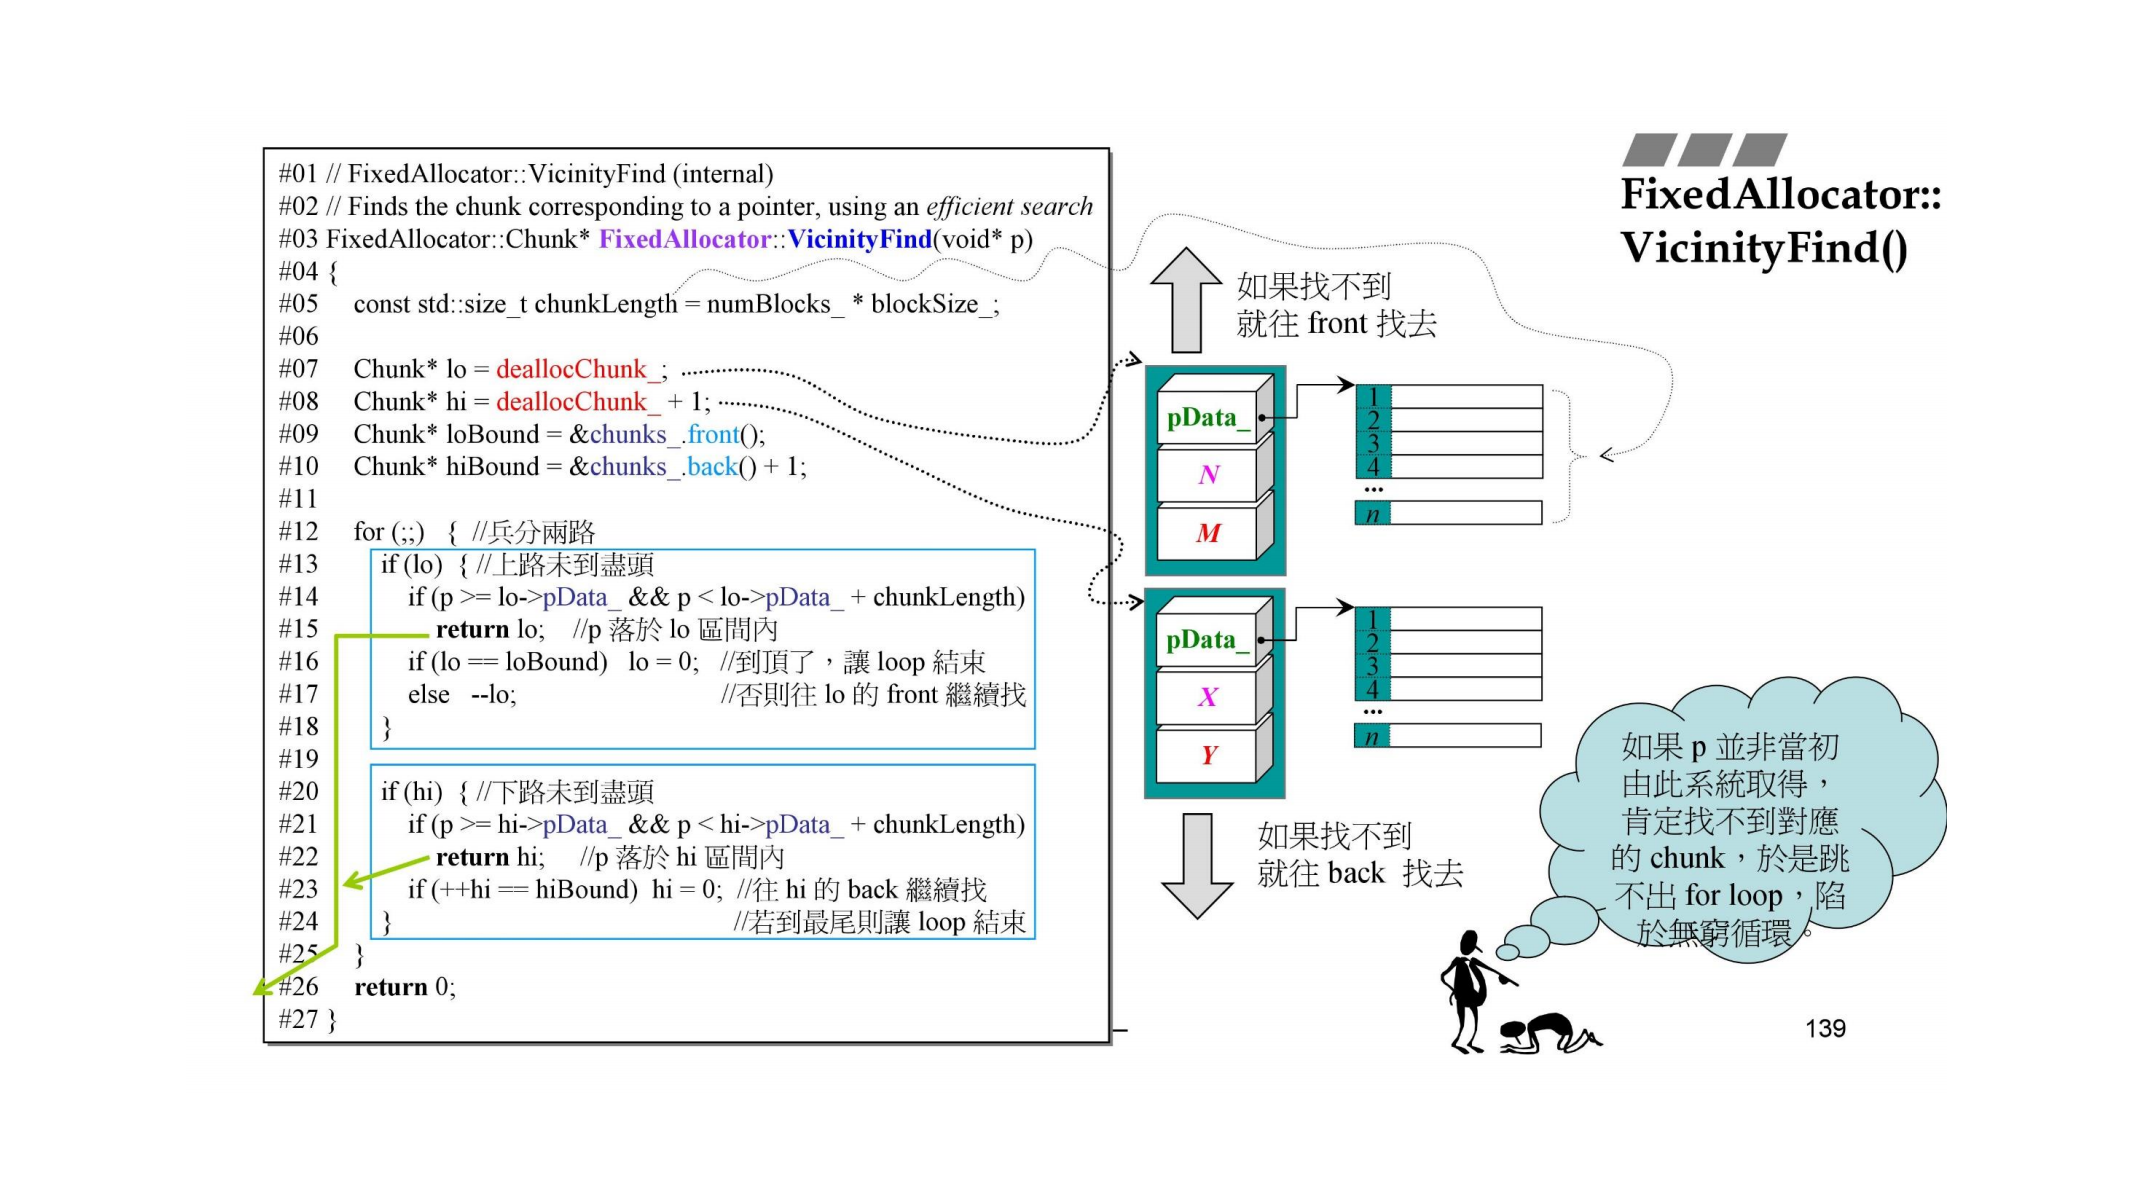 FixedAllocator::
VicinityFind()
#01 // FixedAllocator::VicinityFind (internal)
#02 // Finds the chunk corresponding to a pointer, using an efficient search
#03 FixedAllocator::Chunk* FixedAllocator::VicinityFind(void* p)
#04 {
#05 const std::size_t chunkLength = numBlocks_ * blockSize_;
#06
#07 Chunk* lo = deallocChunk_;
#08 Chunk* hi = deallocChunk_ + 1;
#09 Chunk* loBound = &chunks_.front();
#10 Chunk* hiBound = &chunks_.back() + 1;
#11
#12 for (;;) { //兵分兩路
#13 if (lo) { //上路未到盡頭
#14 if (p >= lo->pData_ && p < lo->pData_ + chunkLength)
#15 return lo; //p 落於 lo 區間內
#16 if (lo == loBound) lo = 0; //到頂了，讓 loop 結束
#17 else --lo; //否則往 lo 的 front 繼續找
#18 }
#19
#20 if (hi) { //下路未到盡頭
#21 if (p >= hi->pData_ && p < hi->pData_ + chunkLength)
#22 return hi; //p 落於 hi 區間內
#23 if (++hi == hiBound) hi = 0; //往 hi 的 back 繼續找
#24 } //若到最尾則讓 loop 結束
#25 }
#26 return 0;
#27 }
如果找不到
就往 front 找去
pData_
N
M
1
2
3
4
...
n
pData_
X
Y
1
2
3
4
...
n
如果找不到
就往 back 找去
如果 p 並非當初
由此系統取得，
肯定找不到對應
的 chunk，於是跳
不出 for loop，陷
於無窮循環。
139